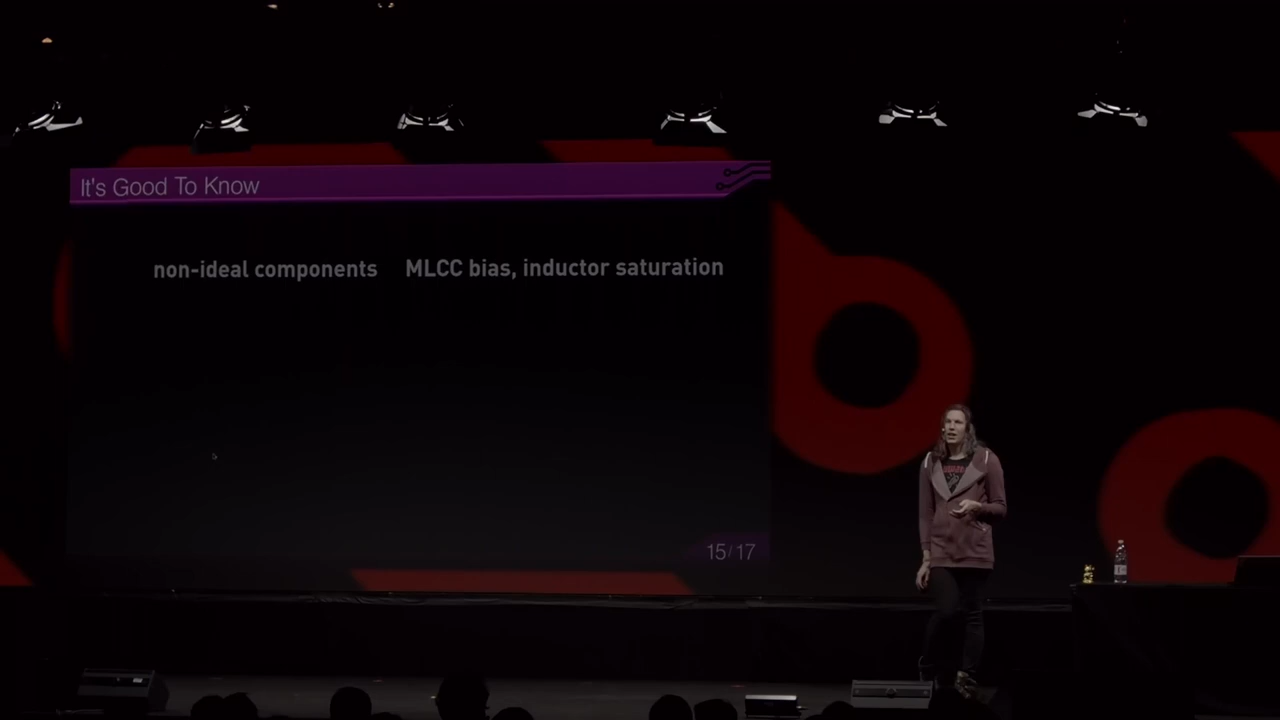 It's Good To Know
non-ideal components MLCC bias, inductor saturation
15/17